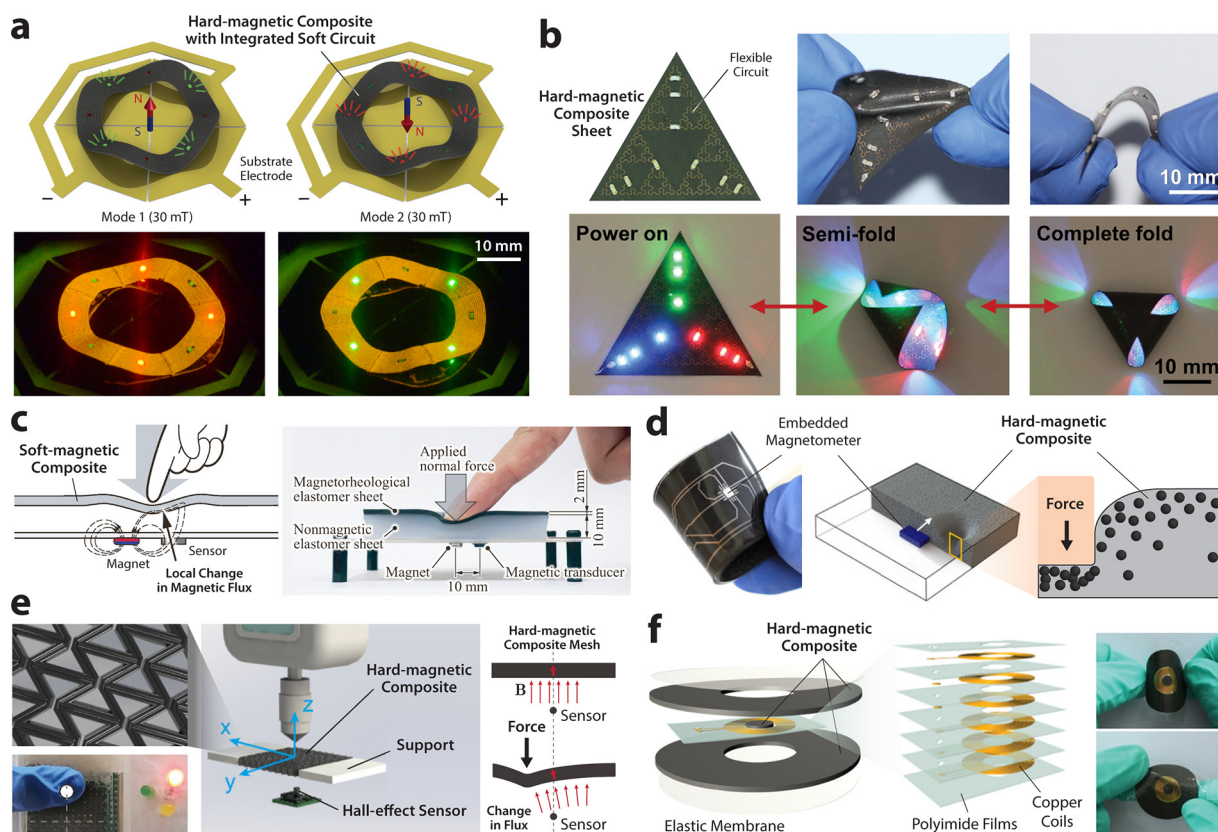 a
Hard-magnetic Composite
with Integrated Soft Circuit
N
S
S
N
Substrate
Electrode
−
+
−
+
Mode 1 (30 mT)
Mode 2 (30 mT)
10 mm
b
Flexible
Circuit
Hard-magnetic
Composite
Sheet
10 mm
Power on
Semi-fold
Complete fold
10 mm
c
Soft-magnetic
Composite
Magnet
Sensor
Local Change
in Magnetic Flux
Applied
normal force
Magnetorheological
elastomer sheet
Nonmagnetic
elastomer sheet
2 mm
10 mm
Magnet
Magnetic transducer
10 mm
d
Embedded
Magnetometer
Hard-magnetic
Composite
Force
e
Hard-magnetic
Composite
z
x
y
Support
Hall-effect Sensor
Hard-magnetic
Composite Mesh
B
Sensor
Force
Change
in Flux
Sensor
f
Hard-magnetic
Composite
Elastic Membrane
Polyimide Films
Copper
Coils